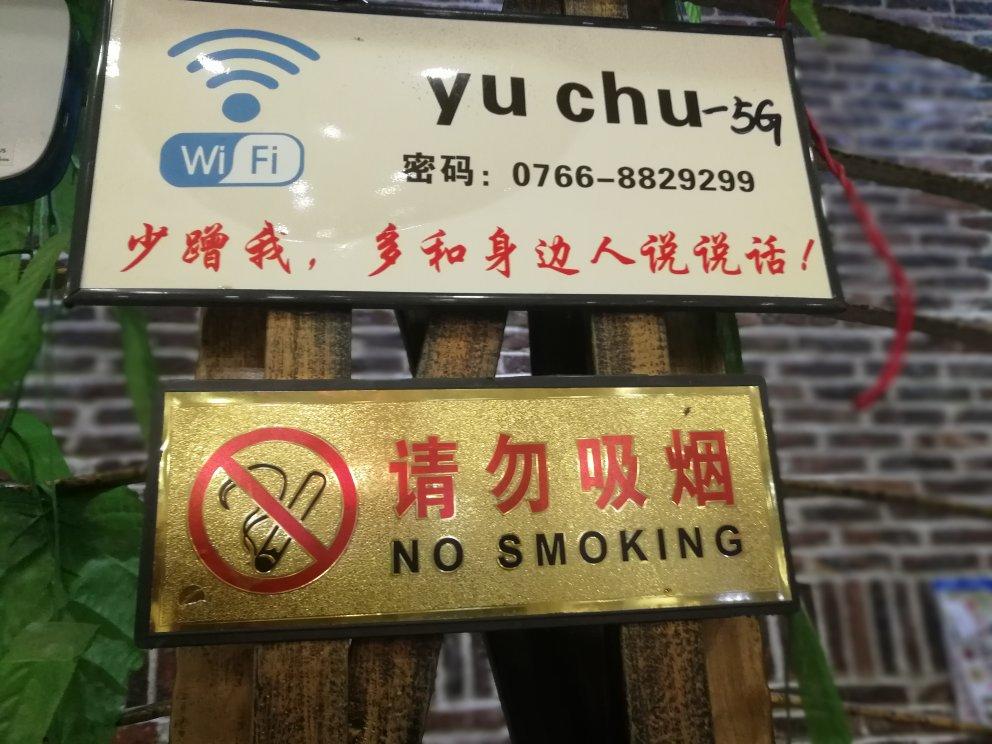 yu chu-5G
Wi Fi
密码：0766-8829299
少蹭我，多和身边人说说话！
请勿吸烟
NO SMOKING